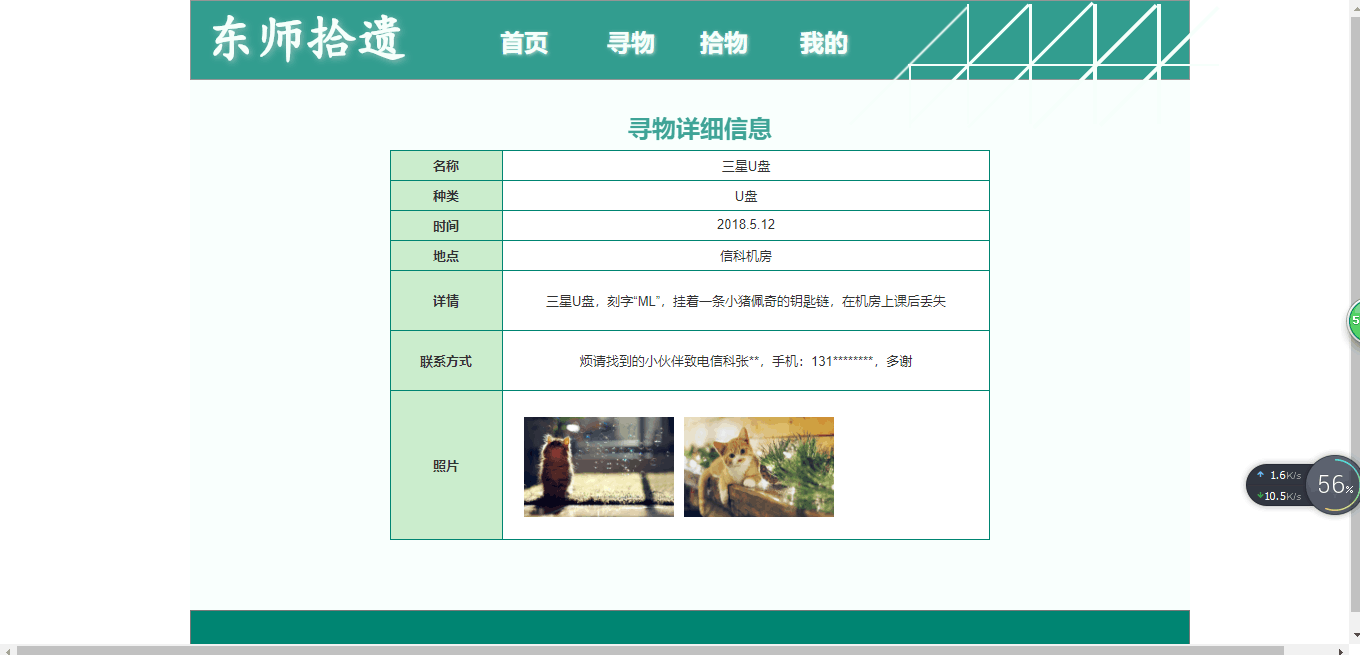 东师拾遗
首页 寻物 拾物 我的
寻物详细信息
名称 三星U盘
种类 U盘
时间 2018.5.12
地点 信科机房
详情 三星U盘，刻字“ML”，挂着一条小猪佩奇的钥匙链，在机房上课后丢失
联系方式 烦请找到的小伙伴致电信科张**，手机：131********，多谢
照片
1.6K/s
10.5K/s
56%